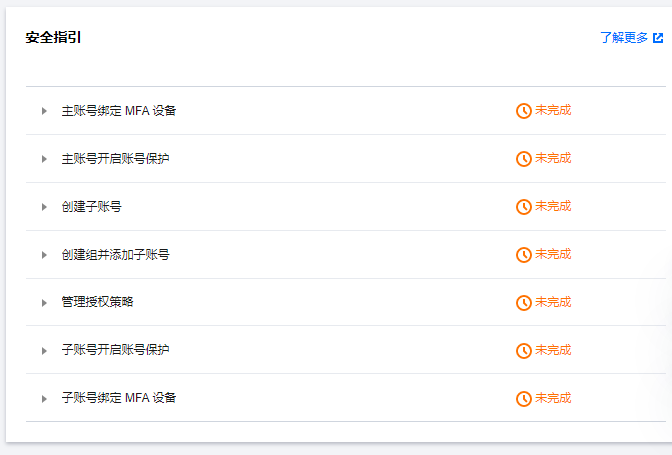 安全指引
了解更多
主账号绑定 MFA 设备
未完成
主账号开启账号保护
未完成
创建子账号
未完成
创建组并添加子账号
未完成
管理授权策略
未完成
子账号开启账号保护
未完成
子账号绑定 MFA 设备
未完成